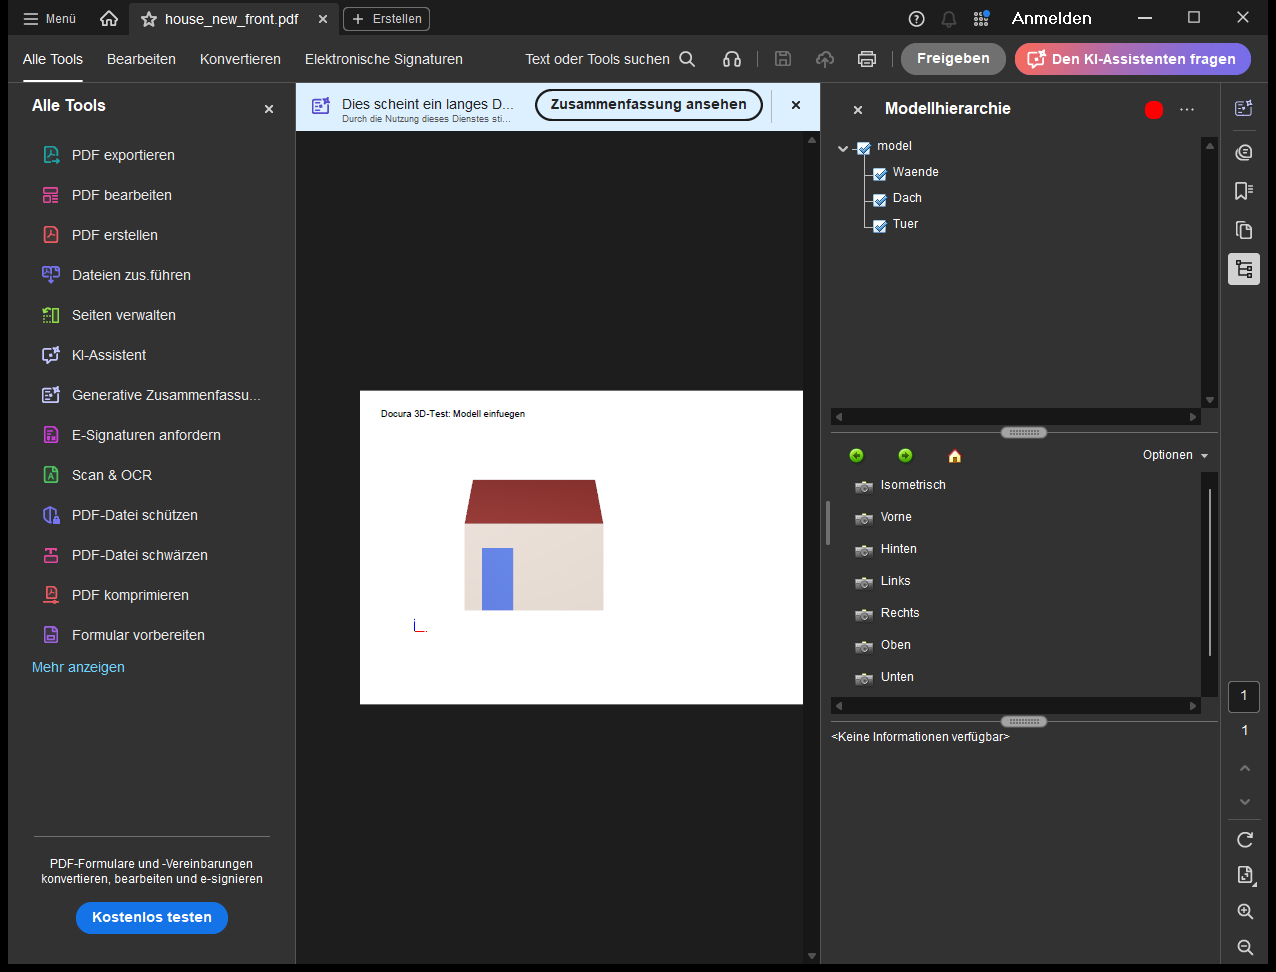 Menü
house_new_front.pdf
Erstellen
Anmelden
Alle Tools
Bearbeiten
Konvertieren
Elektronische Signaturen
Text oder Tools suchen
Freigeben
Den KI-Assistenten fragen
Alle Tools
PDF exportieren
PDF bearbeiten
PDF erstellen
Dateien zus.führen
Seiten verwalten
KI-Assistent
Generative Zusammenfassu...
E-Signaturen anfordern
Scan & OCR
PDF-Datei schützen
PDF-Datei schwärzen
PDF komprimieren
Formular vorbereiten
Mehr anzeigen
PDF-Formulare und -Vereinbarungen
konvertieren, bearbeiten und e-signieren
Kostenlos testen
Dies scheint ein langes D...
Durch die Nutzung dieses Dienstes sti...
Zusammenfassung ansehen
Docura 3D-Test: Modell einfuegen
Modellhierarchie
model
Waende
Dach
Tuer
Optionen
Isometrisch
Vorne
Hinten
Links
Rechts
Oben
Unten
<Keine Informationen verfügbar>
1
1